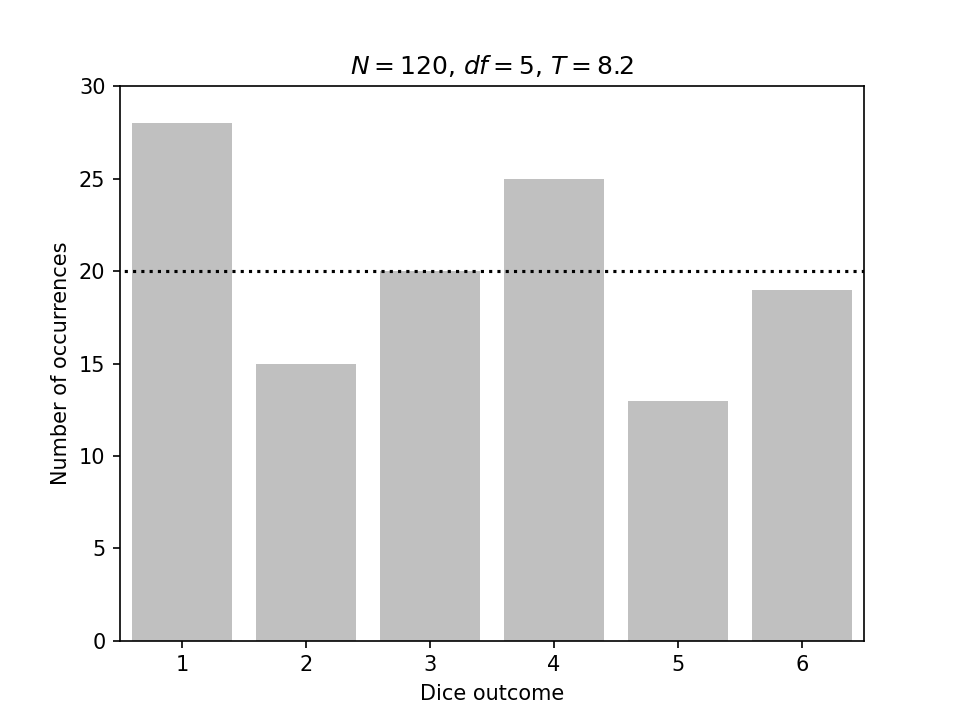 N = 120, df = 5, T = 8.2
30
25
20
15
10
5
0
Number of occurrences
1 2 3 4 5 6
Dice outcome